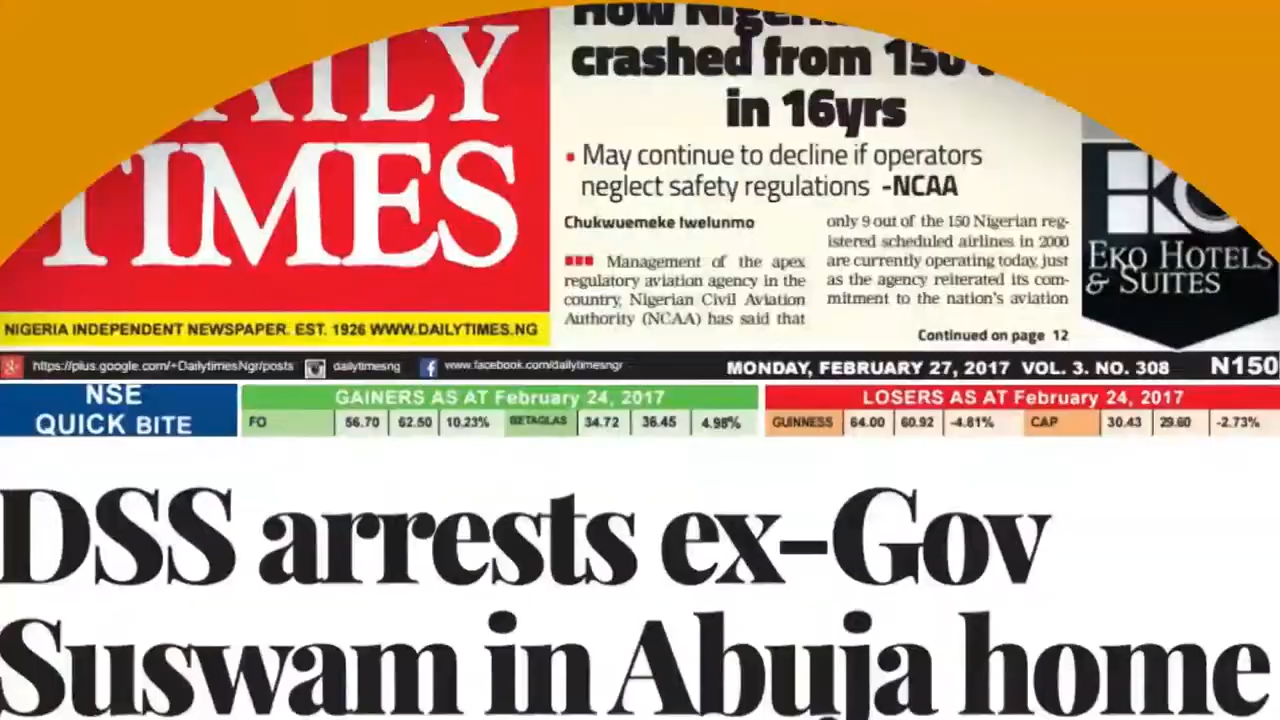 DAILY
TIMES
NIGERIA INDEPENDENT NEWSPAPER. EST. 1926 WWW.DAILYTIMES.NG
How
crashed from 150
in 16yrs
• May continue to decline if operators
neglect safety regulations -NCAA
Chukwuemeke Iwelunmo
Management of the apex
regulatory aviation agency in the
country, Nigerian Civil Aviation
Authority (NCAA) has said that
only 9 out of the 150 Nigerian reg-
istered scheduled airlines in 2000
are currently operating today, just
as the agency reiterated its com-
mitment to the nation's aviation
Continued on page 12
EKO HOTELS
& SUITES
https://plus.google.com/+DailytimesNgr/posts dailytimesng www.facebook.com/dailytimesngr MONDAY, FEBRUARY 27, 2017 VOL. 3. NO. 308 N150
NSE
QUICK BITE
GAINERS AS AT February 24, 2017
FO 56.70 62.50 10.23% BETAGLAS 34.72 36.45 4.98%
LOSERS AS AT February 24, 2017
GUINNESS 64.00 60.92 -4.81% CAP 30.43 29.60 -2.73%
DSS arrests ex-Gov
Suswam in Abuja home